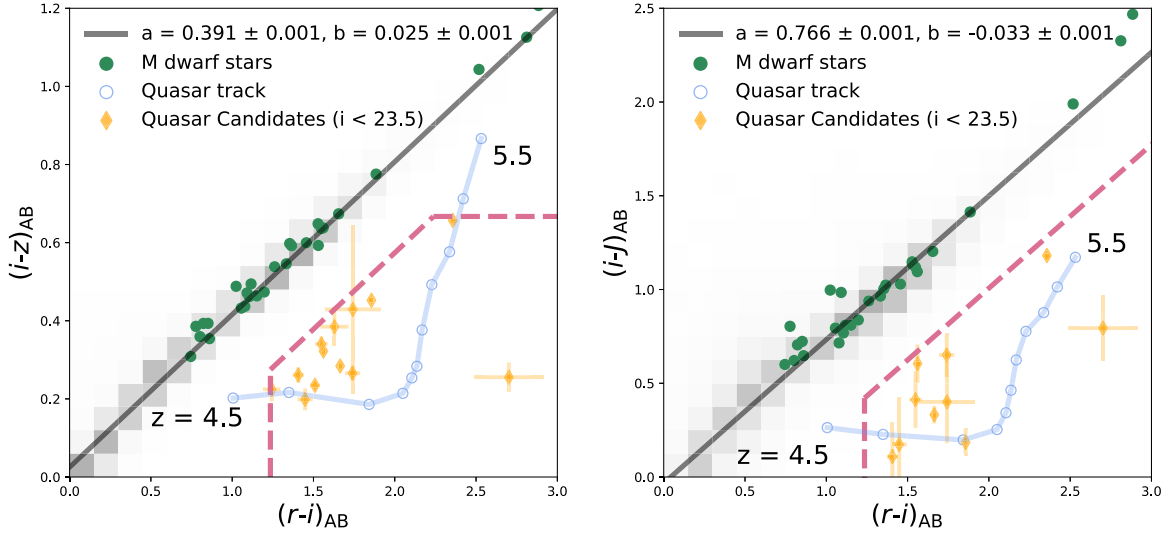 1.2
1.0
0.8
0.6
0.4
0.2
0.0
(i-z)AB
a = 0.391 ± 0.001, b = 0.025 ± 0.001
M dwarf stars
Quasar track
Quasar Candidates (i < 23.5)
5.5
z = 4.5
0.0 0.5 1.0 1.5 2.0 2.5 3.0
(r-i)AB
3.0
2.5
2.0
1.5
1.0
0.5
0.0
(i-J)AB
a = 0.766 ± 0.001, b = -0.033 ± 0.001
M dwarf stars
Quasar track
Quasar Candidates (i < 23.5)
5.5
z = 4.5
0.0 0.5 1.0 1.5 2.0 2.5 3.0
(r-i)AB